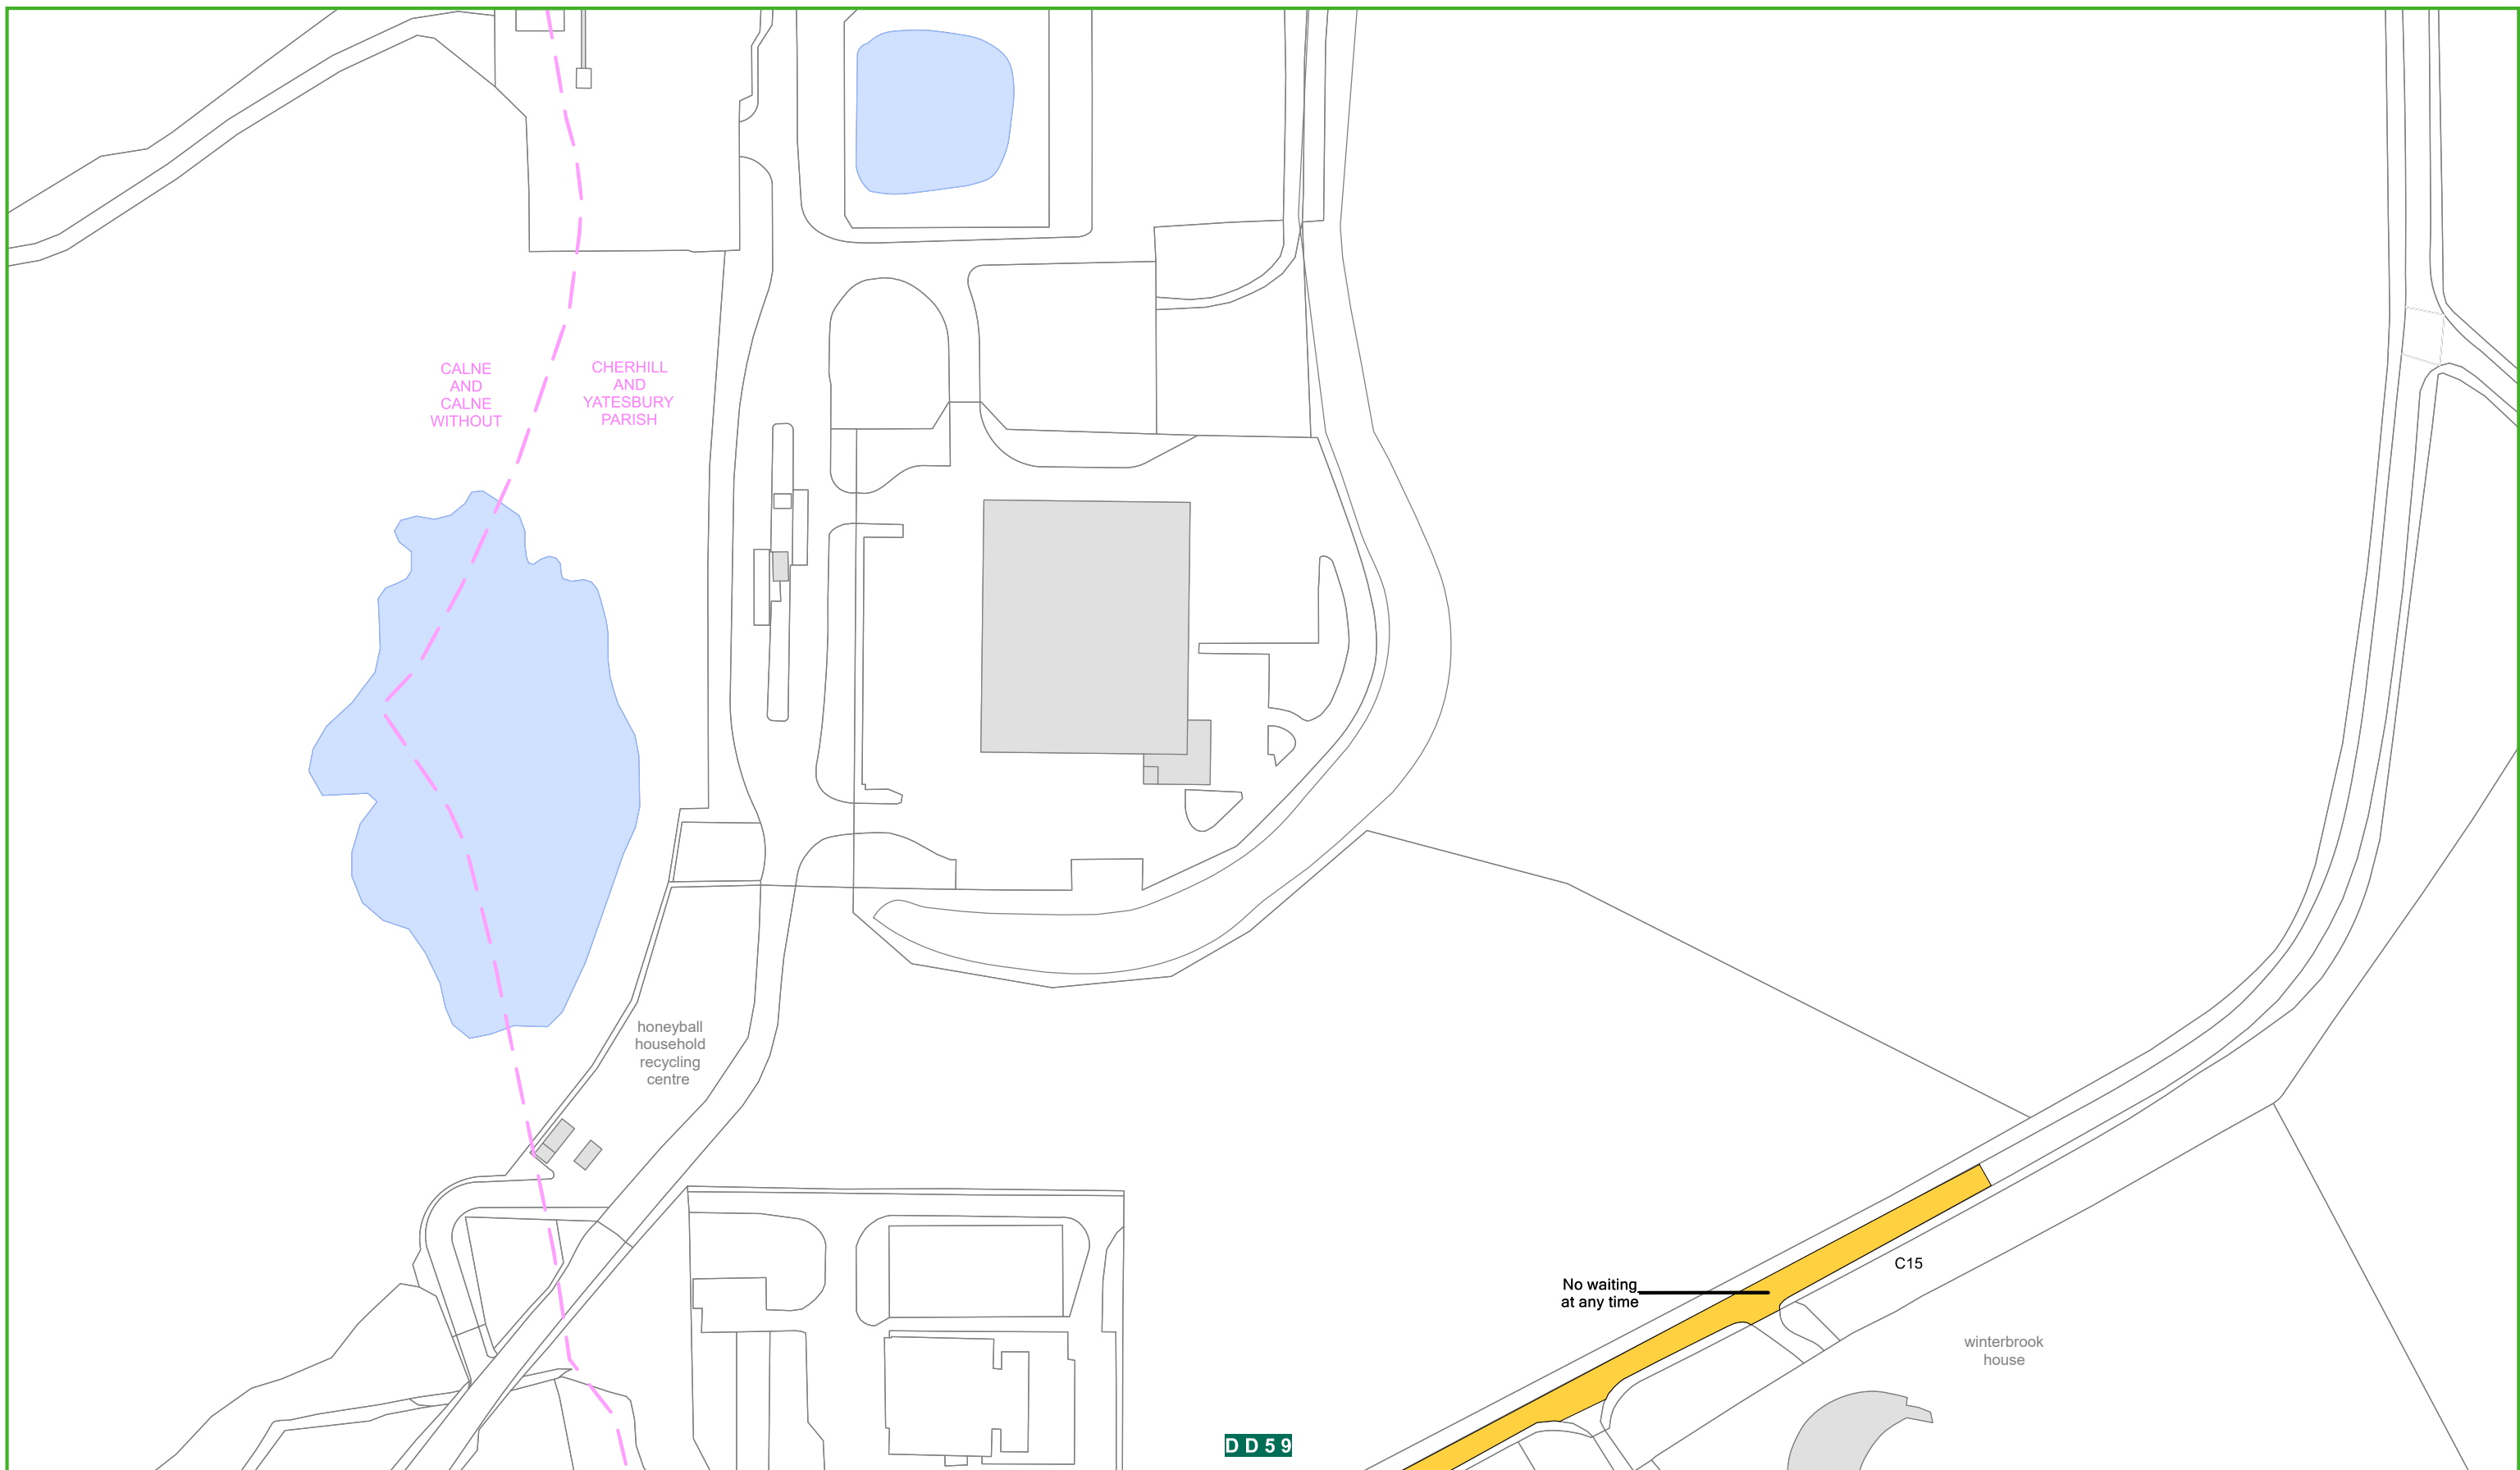 CALNE
AND
CALNE
WITHOUT
CHERHILL
AND
YATESBURY
PARISH
honeyball
household
recycling
centre
C15
No waiting
at any time
winterbrook
house
DD59